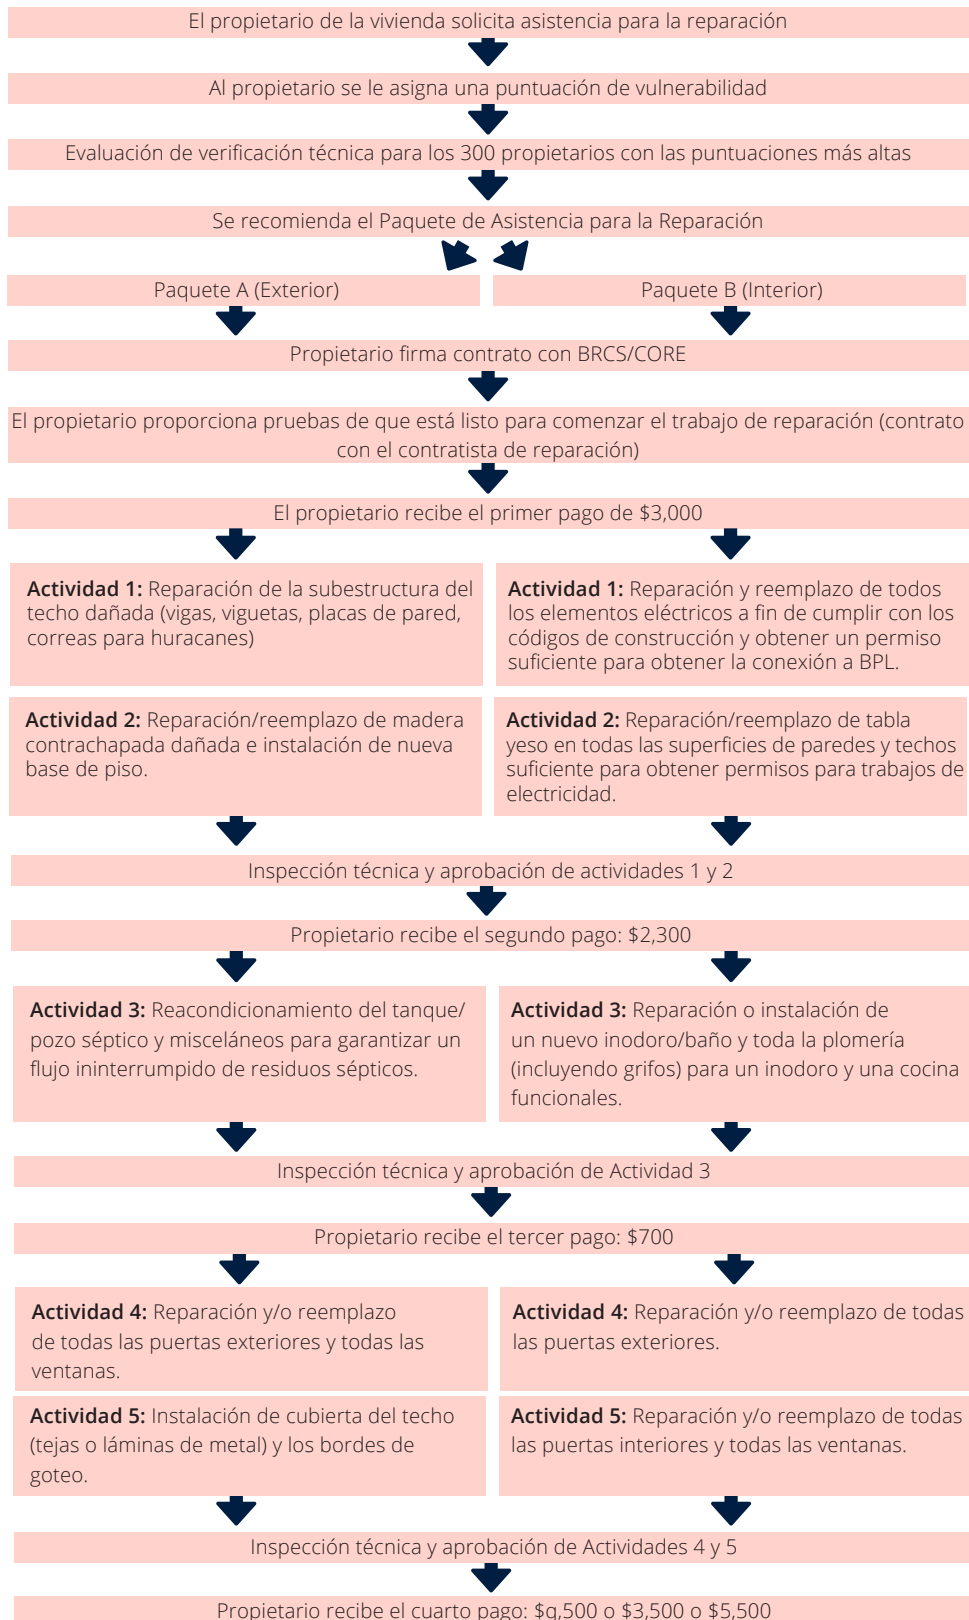 El propietario de la vivienda solicita asistencia para la reparación
Al propietario se le asigna una puntuación de vulnerabilidad
Evaluación de verificación técnica para los 300 propietarios con las puntuaciones más altas
Se recomienda el Paquete de Asistencia para la Reparación
Paquete A (Exterior)
Paquete B (Interior)
Propietario firma contrato con BRCS/CORE
El propietario proporciona pruebas de que está listo para comenzar el trabajo de reparación (contrato
con el contratista de reparación)
El propietario recibe el primer pago de $3,000
Actividad 1: Reparación de la subestructura del
techo dañada (vigas, viguetas, placas de pared,
correas para huracanes)
Actividad 1: Reparación y reemplazo de todos
los elementos eléctricos a fin de cumplir con los
códigos de construcción y obtener un permiso
suficiente para obtener la conexión a BPL.
Actividad 2: Reparación/reemplazo de madera
contrachapada dañada e instalación de nueva
base de piso.
Actividad 2: Reparación/reemplazo de tabla
yeso en todas las superficies de paredes y techos
suficiente para obtener permisos para trabajos de
electricidad.
Inspección técnica y aprobación de actividades 1 y 2
Propietario recibe el segundo pago: $2,300
Actividad 3: Reacondicionamiento del tanque/
pozo séptico y misceláneos para garantizar un
flujo ininterrumpido de residuos sépticos.
Actividad 3: Reparación o instalación de
un nuevo inodoro/baño y toda la plomería
(incluyendo grifos) para un inodoro y una cocina
funcionales.
Inspección técnica y aprobación de Actividad 3
Propietario recibe el tercer pago: $700
Actividad 4: Reparación y/o reemplazo
de todas las puertas exteriores y todas las
ventanas.
Actividad 4: Reparación y/o reemplazo de todas
las puertas exteriores.
Actividad 5: Instalación de cubierta del techo
(tejas o láminas de metal) y los bordes de
goteo.
Actividad 5: Reparación y/o reemplazo de todas
las puertas interiores y todas las ventanas.
Inspección técnica y aprobación de Actividades 4 y 5
Propietario recibe el cuarto pago: $q,500 o $3,500 o $5,500